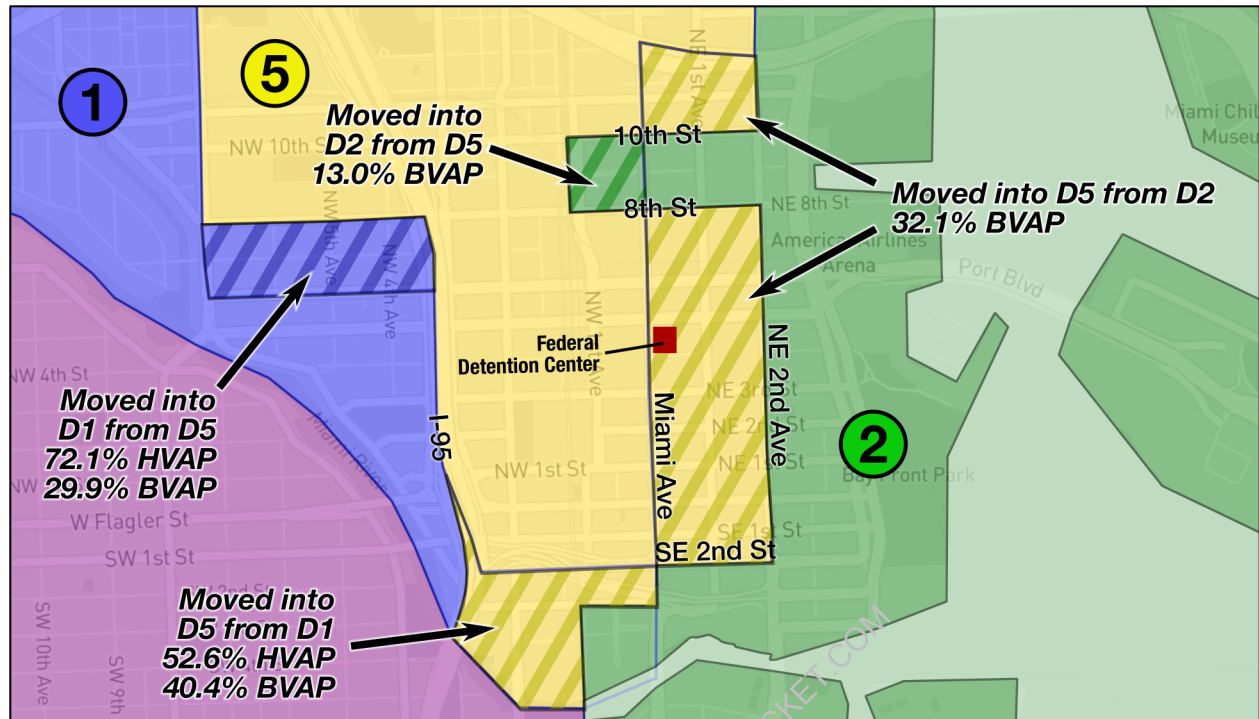 1
5
2
Moved into
D2 from D5
13.0% BVAP
Moved into D5 from D2
32.1% BVAP
Moved into
D1 from D5
72.1% HVAP
29.9% BVAP
Moved into
D5 from D1
52.6% HVAP
40.4% BVAP
Federal
Detention Center
10th St
8th St
Miami Ave
NE 2nd Ave
SE 2nd St
I-95
NE 1st Ave
NW 10th St
NW 5th Ave
NW 4th Ave
NE 8th St
American Airlines
Arena
Port Blvd
Miami Chil
Museu
NW 4th St
Miami River
NW 1st St
NE 3rd St
NE 2nd St
NE 1st St
SE 1st St
Bayfront Park
W Flagler St
SW 1st St
SW 10th Ave
SW 9th
CKET.COM